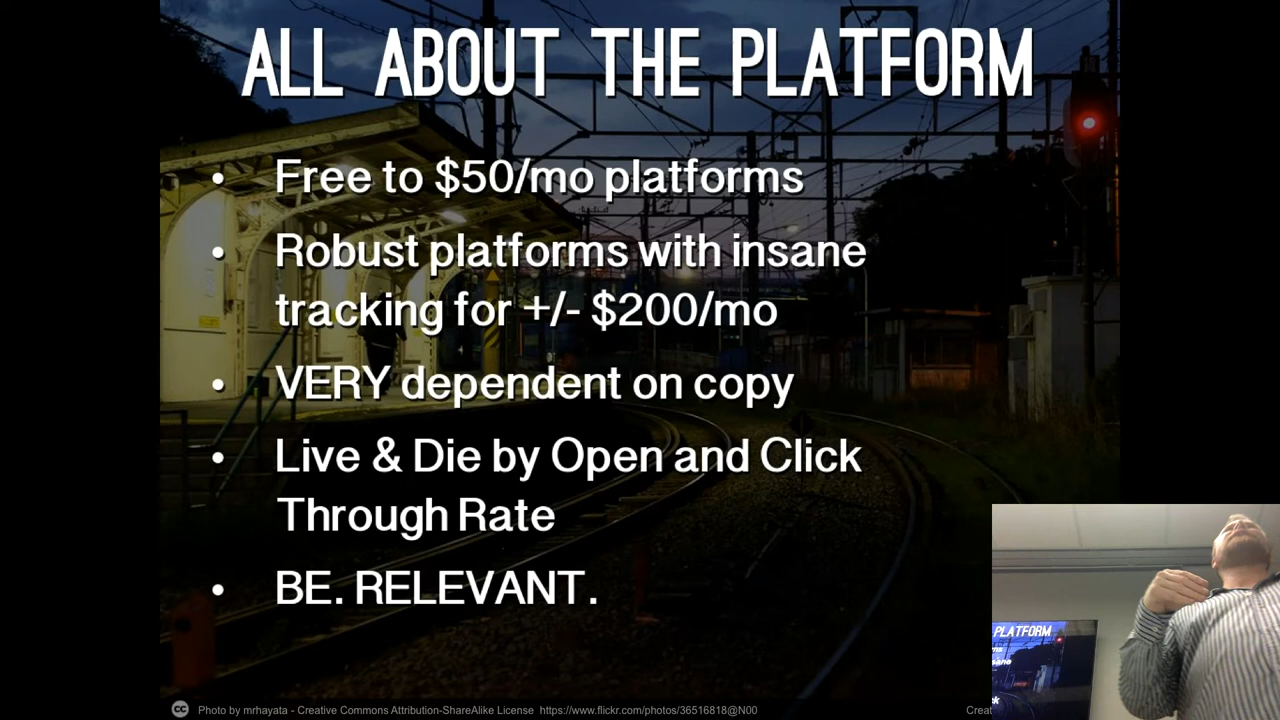 ALL ABOUT THE PLATFORM
• Free to $50/mo platforms
• Robust platforms with insane
tracking for +/- $200/mo
• VERY dependent on copy
• Live & Die by Open and Click
Through Rate
• BE. RELEVANT.
PLATFORM
cc Photo by mrhayata - Creative Commons Attribution-ShareAlike License https://www.flickr.com/photos/36516818@N00
Creat